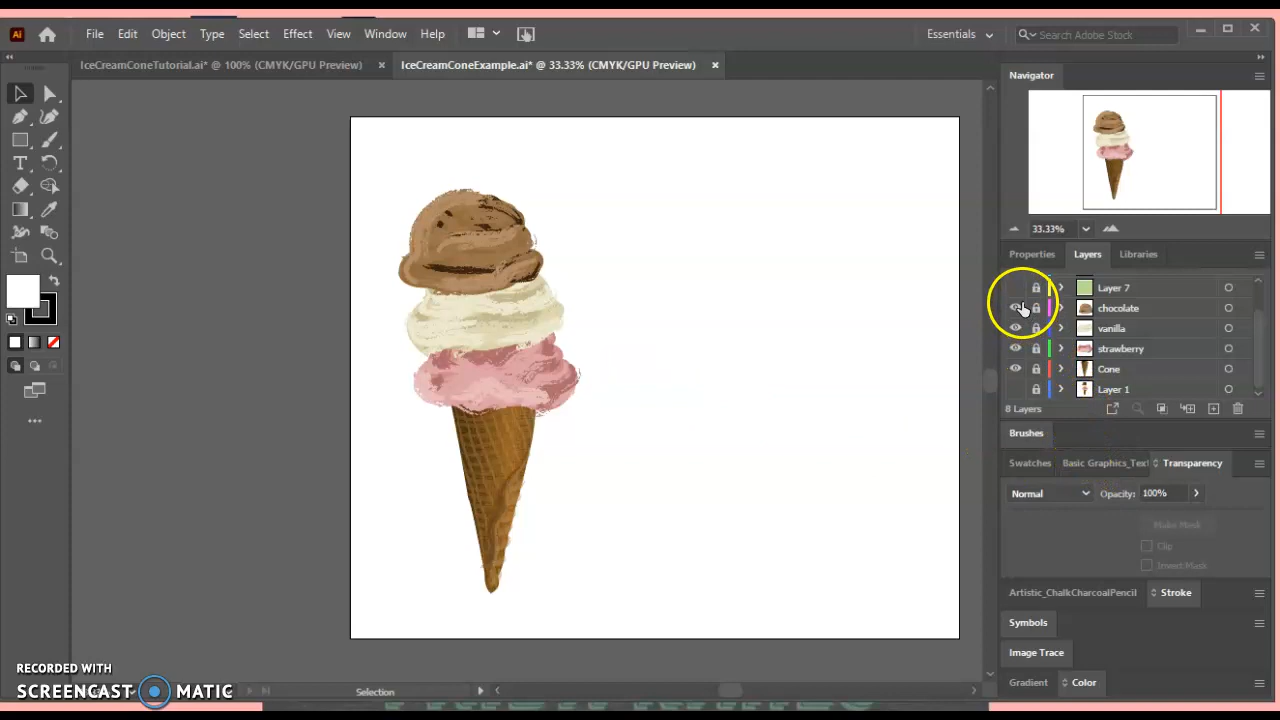 Ai File Edit Object Type Select Effect View Window Help Essentials Search Adobe Stock
IceCreamConeTutorial.ai* @ 100% (CMYK/GPU Preview) × IceCreamConeExample.ai* @ 33.33% (CMYK/GPU Preview) ×
Navigator
33.33%
Properties Layers Libraries
Layer 7
chocolate
vanilla
strawberry
Cone
Layer 1
8 Layers
Brushes
Swatches Basic Graphics_Text Transparency
Normal Opacity: 100%
Make Mask
Clip
Invert Mask
Artistic_ChalkCharcoalPencil Stroke
Symbols
Image Trace
Gradient Color
Selection
RECORDED WITH
SCREENCAST MATIC